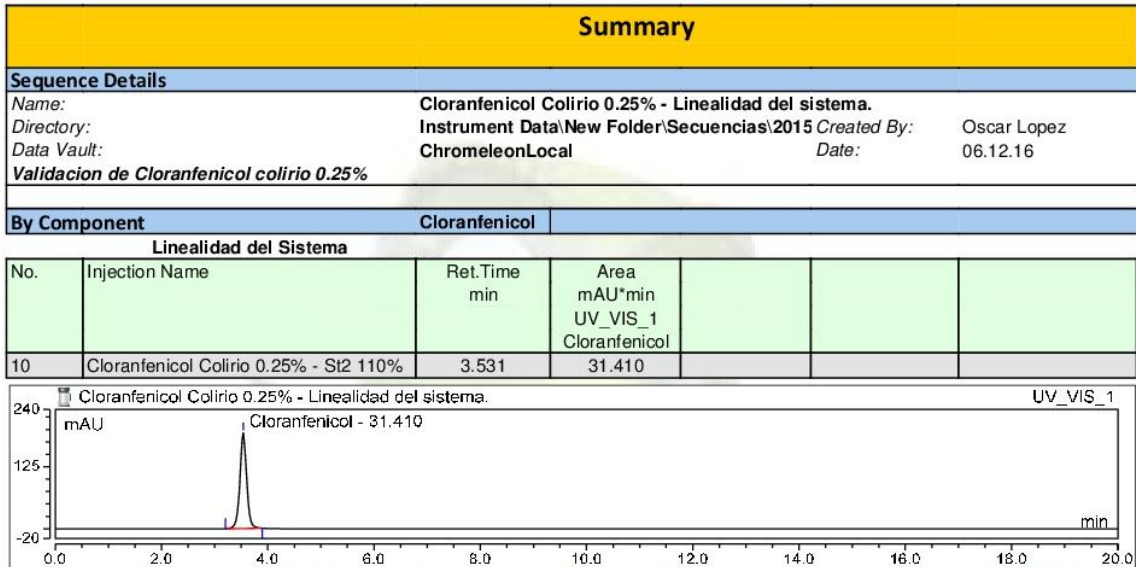 Summary
Sequence Details
Name: Cloranfenicol Colirio 0.25% - Linealidad del sistema.
Directory: Instrument Data\New Folder\Secuencias\2015 Created By: Oscar Lopez
Data Vault: ChromeleonLocal Date: 06.12.16
Validacion de Cloranfenicol colirio 0.25%
By Component Cloranfenicol
Linealidad del Sistema
No. Injection Name Ret.Time Area
min mAU*min
UV_VIS_1
Cloranfenicol
10 Cloranfenicol Colirio 0.25% - St2 110% 3.531 31.410
Cloranfenicol Colirio 0.25% - Linealidad del sistema. UV_VIS_1
240
mAU Cloranfenicol - 31.410
125
min
-20
0.0 2.0 4.0 6.0 8.0 10.0 12.0 14.0 16.0 18.0 20.0